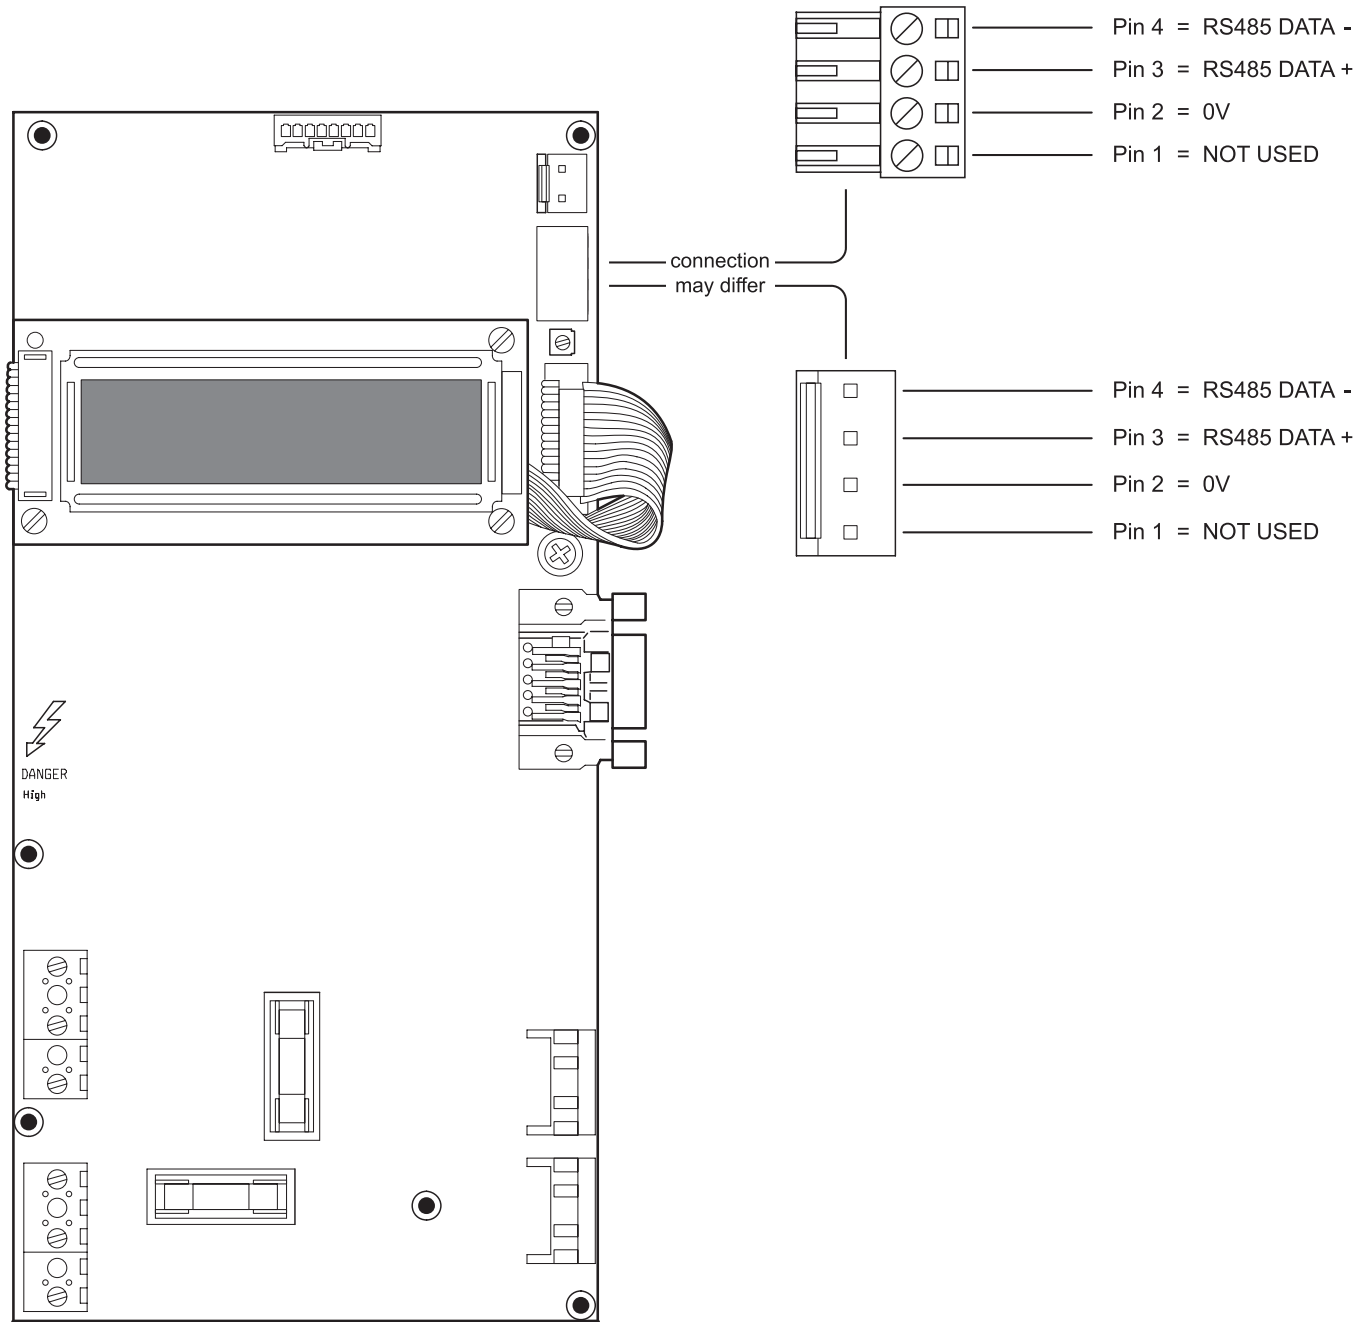 Pin 4 = RS485 DATA -
Pin 3 = RS485 DATA +
Pin 2 = 0V
Pin 1 = NOT USED
connection
may differ
Pin 4 = RS485 DATA -
Pin 3 = RS485 DATA +
Pin 2 = 0V
Pin 1 = NOT USED
DANGER
High